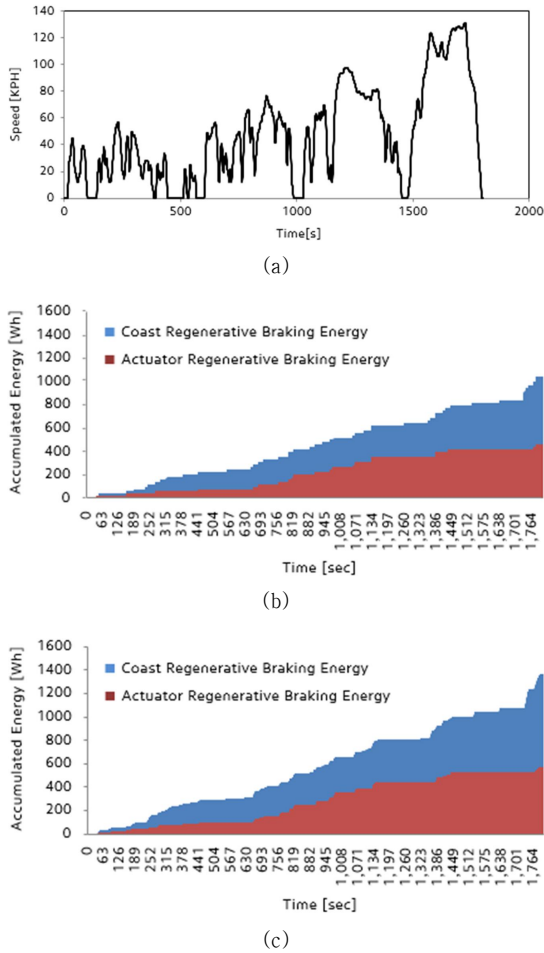 140
120
100
80
60
40
20
0
Speed [KPH]
0 500 1000 1500 2000
Time[s]
(a)
1600
1400
1200
1000
800
600
400
200
0
Accumulated Energy [Wh]
Coast Regenerative Braking Energy
Actuator Regenerative Braking Energy
0 63 126 189 252 315 378 441 504 567 630 693 756 819 882 945 1,008 1,071 1,134 1,197 1,260 1,323 1,386 1,449 1,512 1,575 1,638 1,701 1,764
Time [sec]
(b)
1600
1400
1200
1000
800
600
400
200
0
Accumulated Energy [Wh]
Coast Regenerative Braking Energy
Actuator Regenerative Braking Energy
0 63 126 189 252 315 378 441 504 567 630 693 756 819 882 945 1,008 1,071 1,134 1,197 1,260 1,323 1,386 1,449 1,512 1,575 1,638 1,701 1,764
Time [sec]
(c)